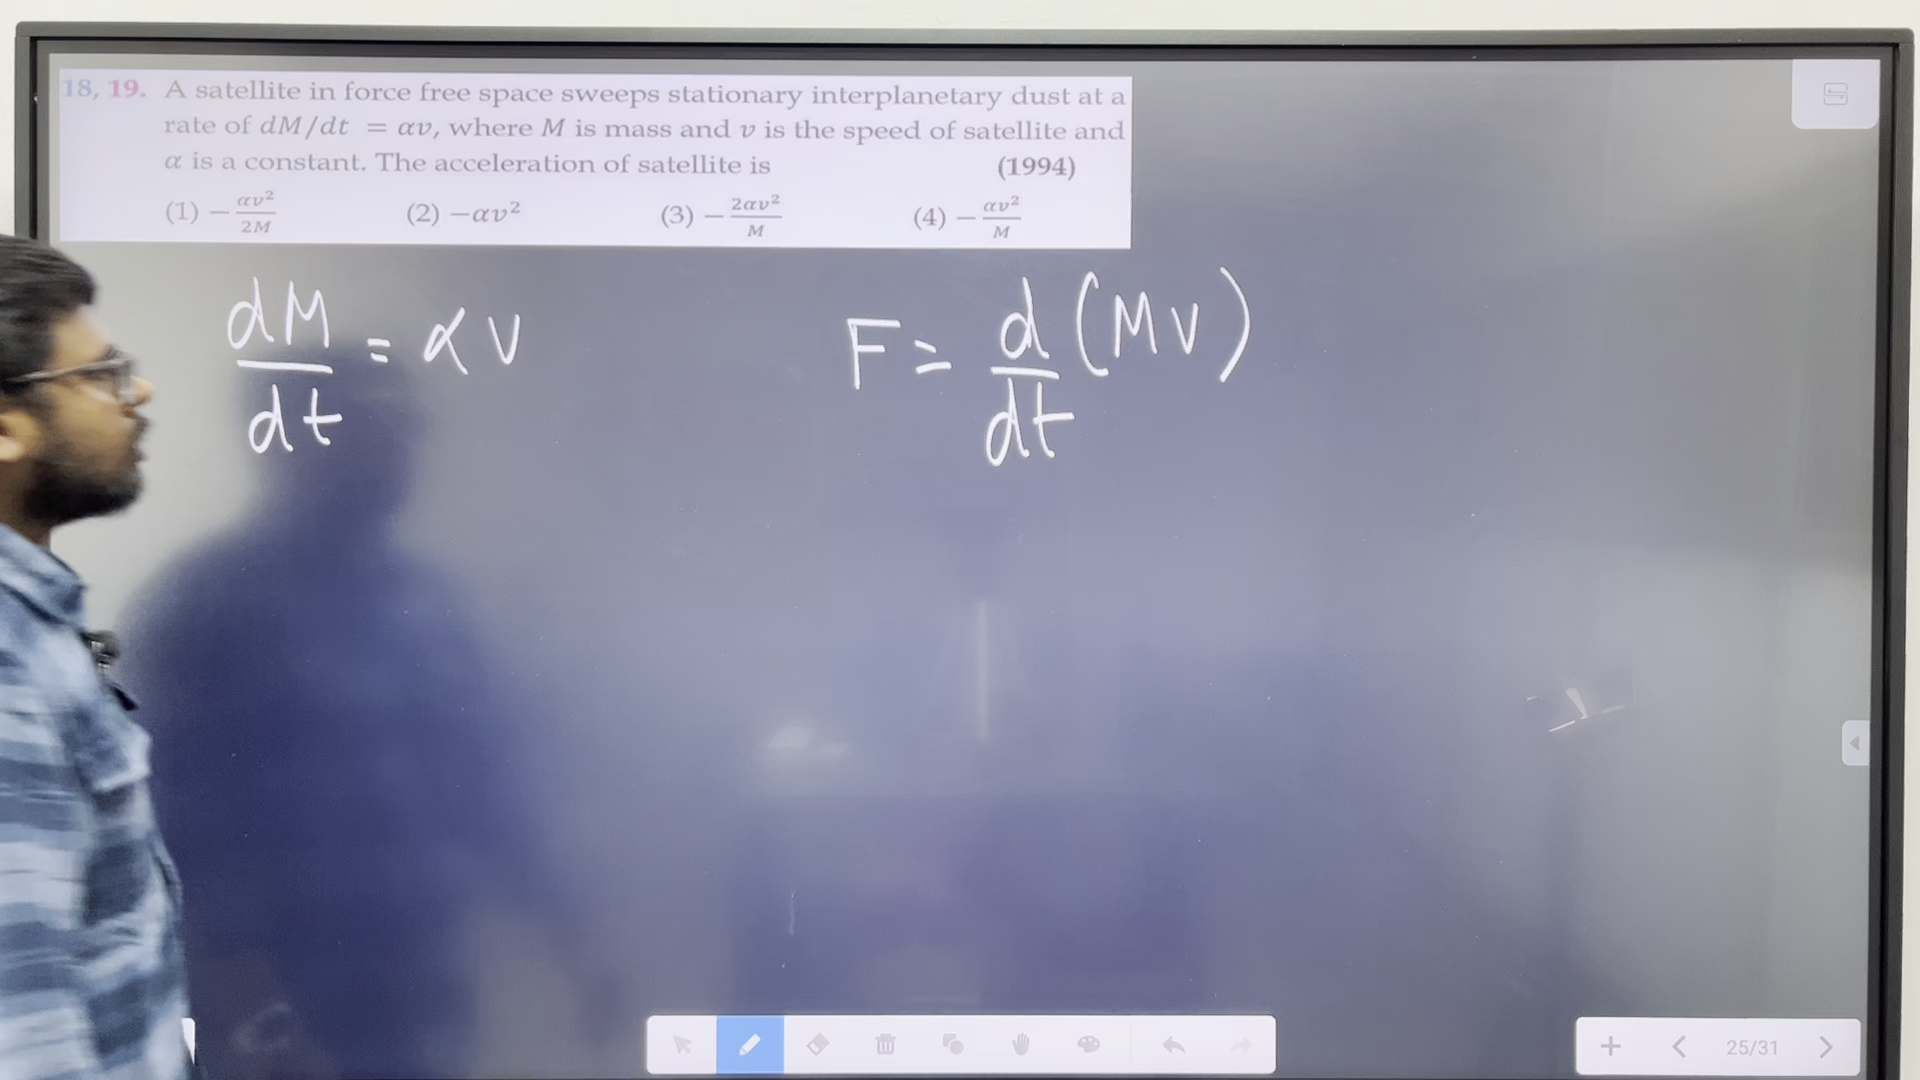 18, 19. A satellite in force free space sweeps stationary interplanetary dust at a
rate of dM/dt = αv, where M is mass and v is the speed of satellite and
α is a constant. The acceleration of satellite is (1994)
(1) −αv²/2M (2) −αv² (3) −2αv²/M (4) −αv²/M
dM/dt = αv
F = d/dt (Mv)
25/31